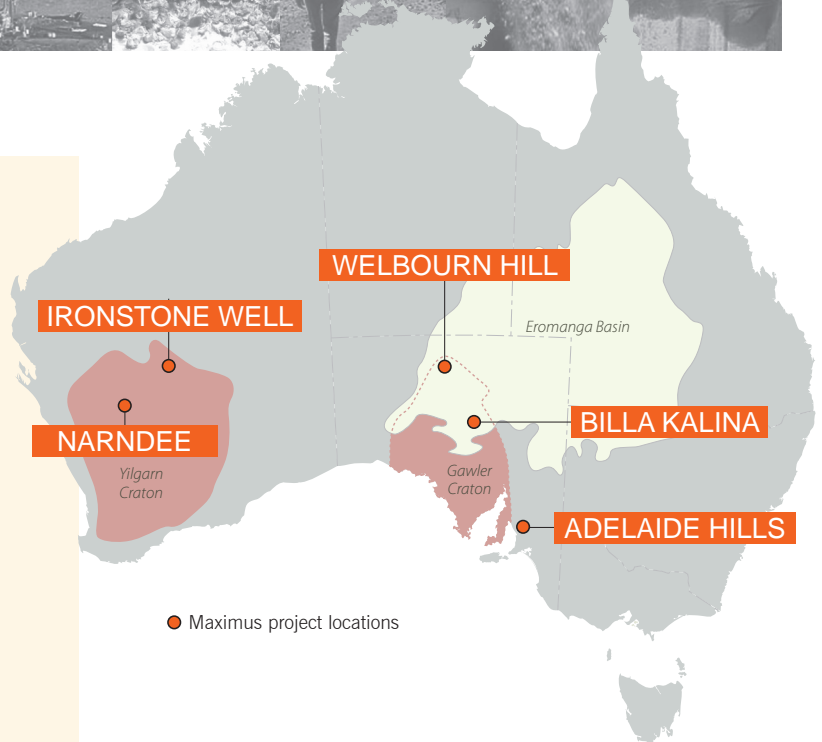 WELBOURN HILL
IRONSTONE WELL
Eromanga Basin
BILLA KALINA
NARNDEE
Yilgarn
Craton
Gawler
Craton
ADELAIDE HILLS
Maximus project locations